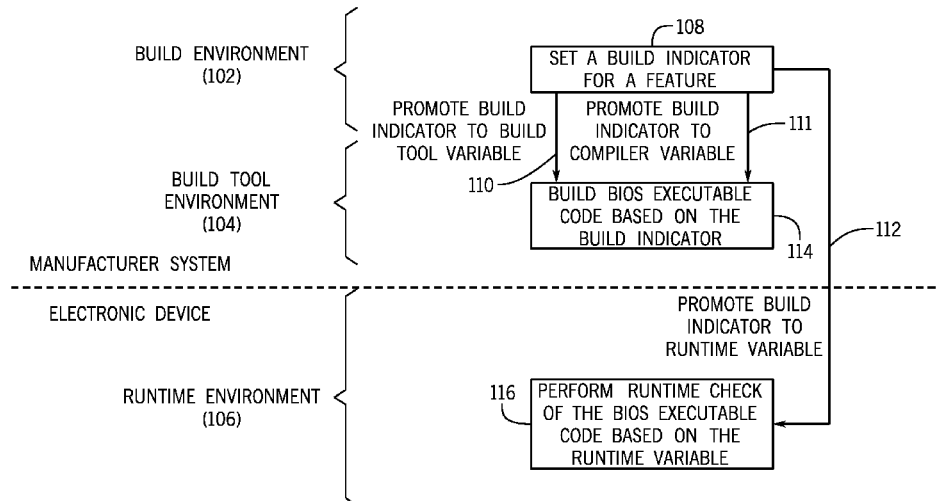 BUILD ENVIRONMENT
(102)
108
SET A BUILD INDICATOR
FOR A FEATURE
PROMOTE BUILD
INDICATOR TO BUILD
TOOL VARIABLE
PROMOTE BUILD
INDICATOR TO
COMPILER VARIABLE
111
110
BUILD TOOL
ENVIRONMENT
(104)
BUILD BIOS EXECUTABLE
CODE BASED ON THE
BUILD INDICATOR
114
112
MANUFACTURER SYSTEM
ELECTRONIC DEVICE
PROMOTE BUILD
INDICATOR TO
RUNTIME VARIABLE
RUNTIME ENVIRONMENT
(106)
116
PERFORM RUNTIME CHECK
OF THE BIOS EXECUTABLE
CODE BASED ON THE
RUNTIME VARIABLE